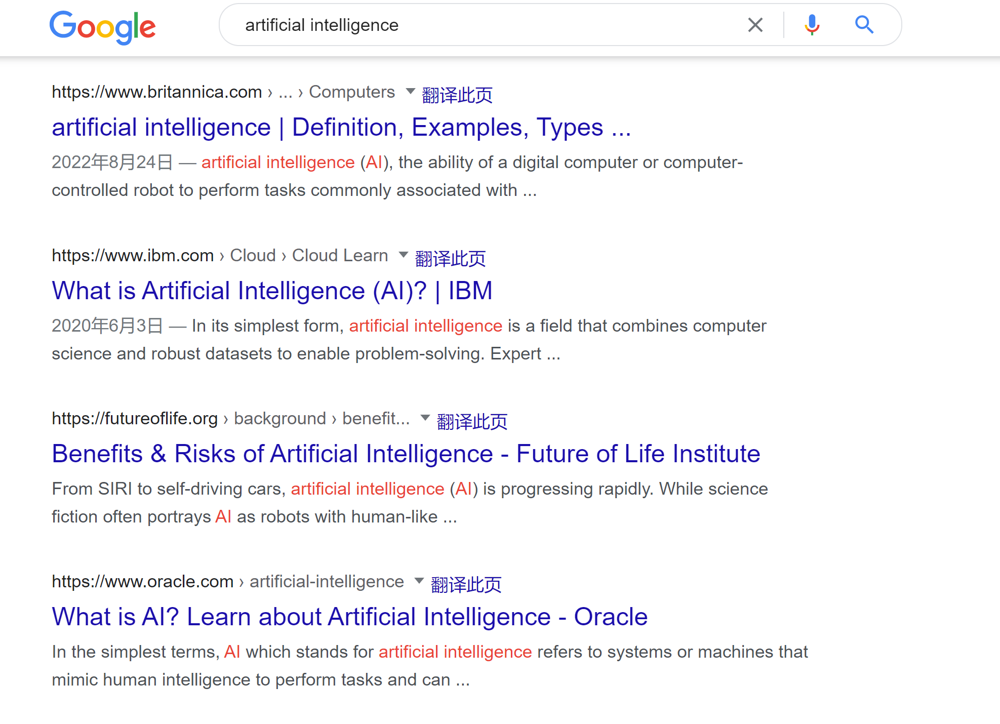 Google
artificial intelligence
https://www.britannica.com › ... › Computers 翻译此页
artificial intelligence | Definition, Examples, Types ...
2022年8月24日 — artificial intelligence (AI), the ability of a digital computer or computer-
controlled robot to perform tasks commonly associated with ...
https://www.ibm.com › Cloud › Cloud Learn 翻译此页
What is Artificial Intelligence (AI)? | IBM
2020年6月3日 — In its simplest form, artificial intelligence is a field that combines computer
science and robust datasets to enable problem-solving. Expert ...
https://futureoflife.org › background › benefit... 翻译此页
Benefits & Risks of Artificial Intelligence - Future of Life Institute
From SIRI to self-driving cars, artificial intelligence (AI) is progressing rapidly. While science
fiction often portrays AI as robots with human-like ...
https://www.oracle.com › artificial-intelligence 翻译此页
What is AI? Learn about Artificial Intelligence - Oracle
In the simplest terms, AI which stands for artificial intelligence refers to systems or machines that
mimic human intelligence to perform tasks and can ...